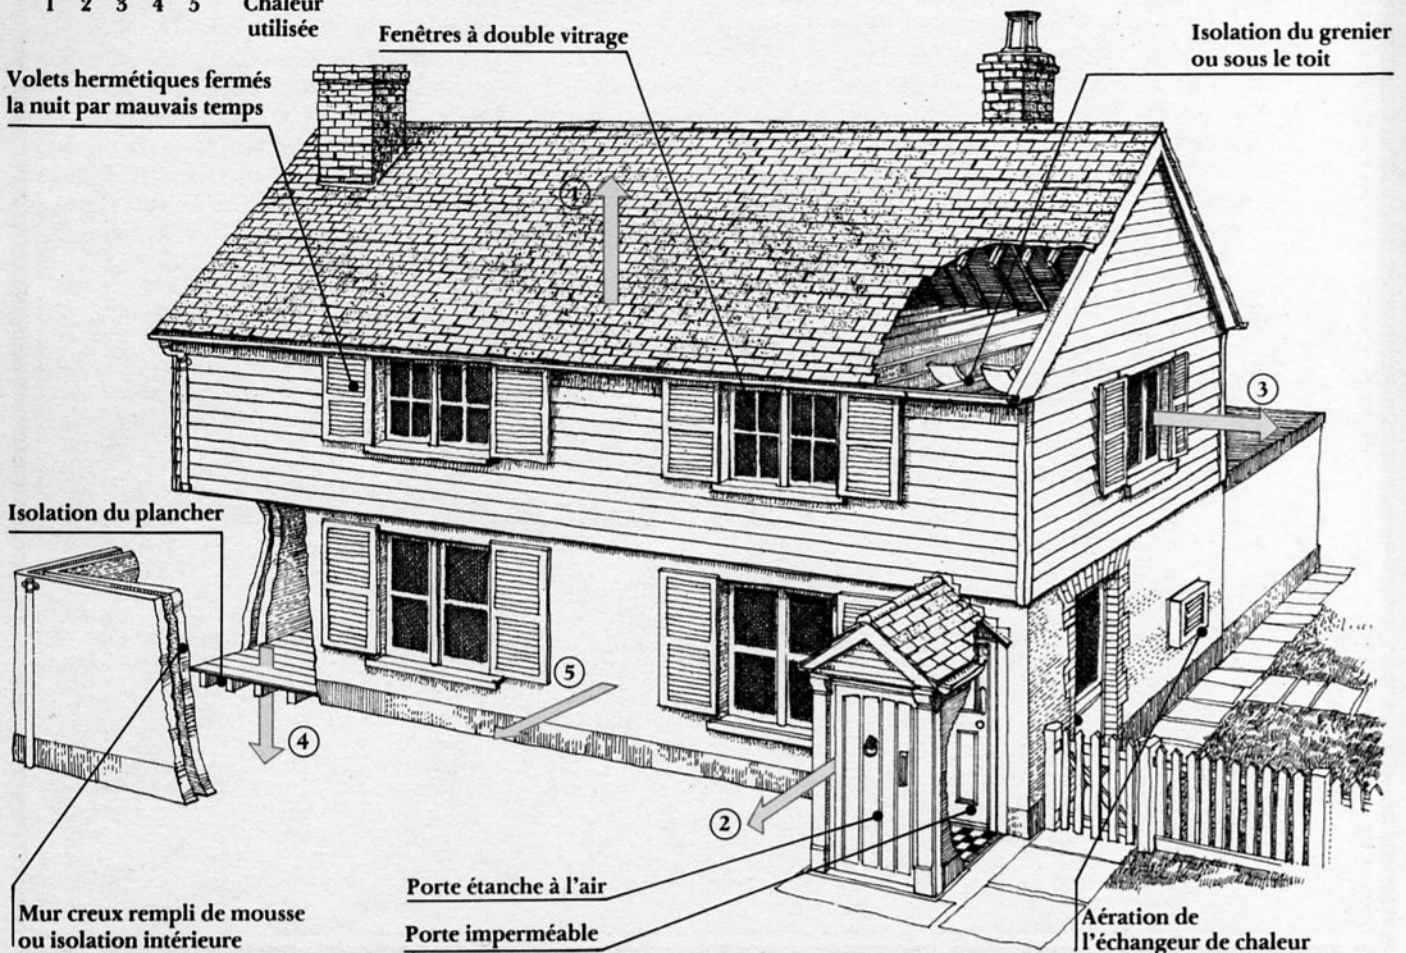 1 2 3 4 5 Chaleur
utilisée
Fenêtres à double vitrage
Isolation du grenier
ou sous le toit
Volets hermétiques fermés
la nuit par mauvais temps
1
3
Isolation du plancher
5
4
2
Porte étanche à l'air
Porte imperméable
Mur creux rempli de mousse
ou isolation intérieure
Aération de
l'échangeur de chaleur